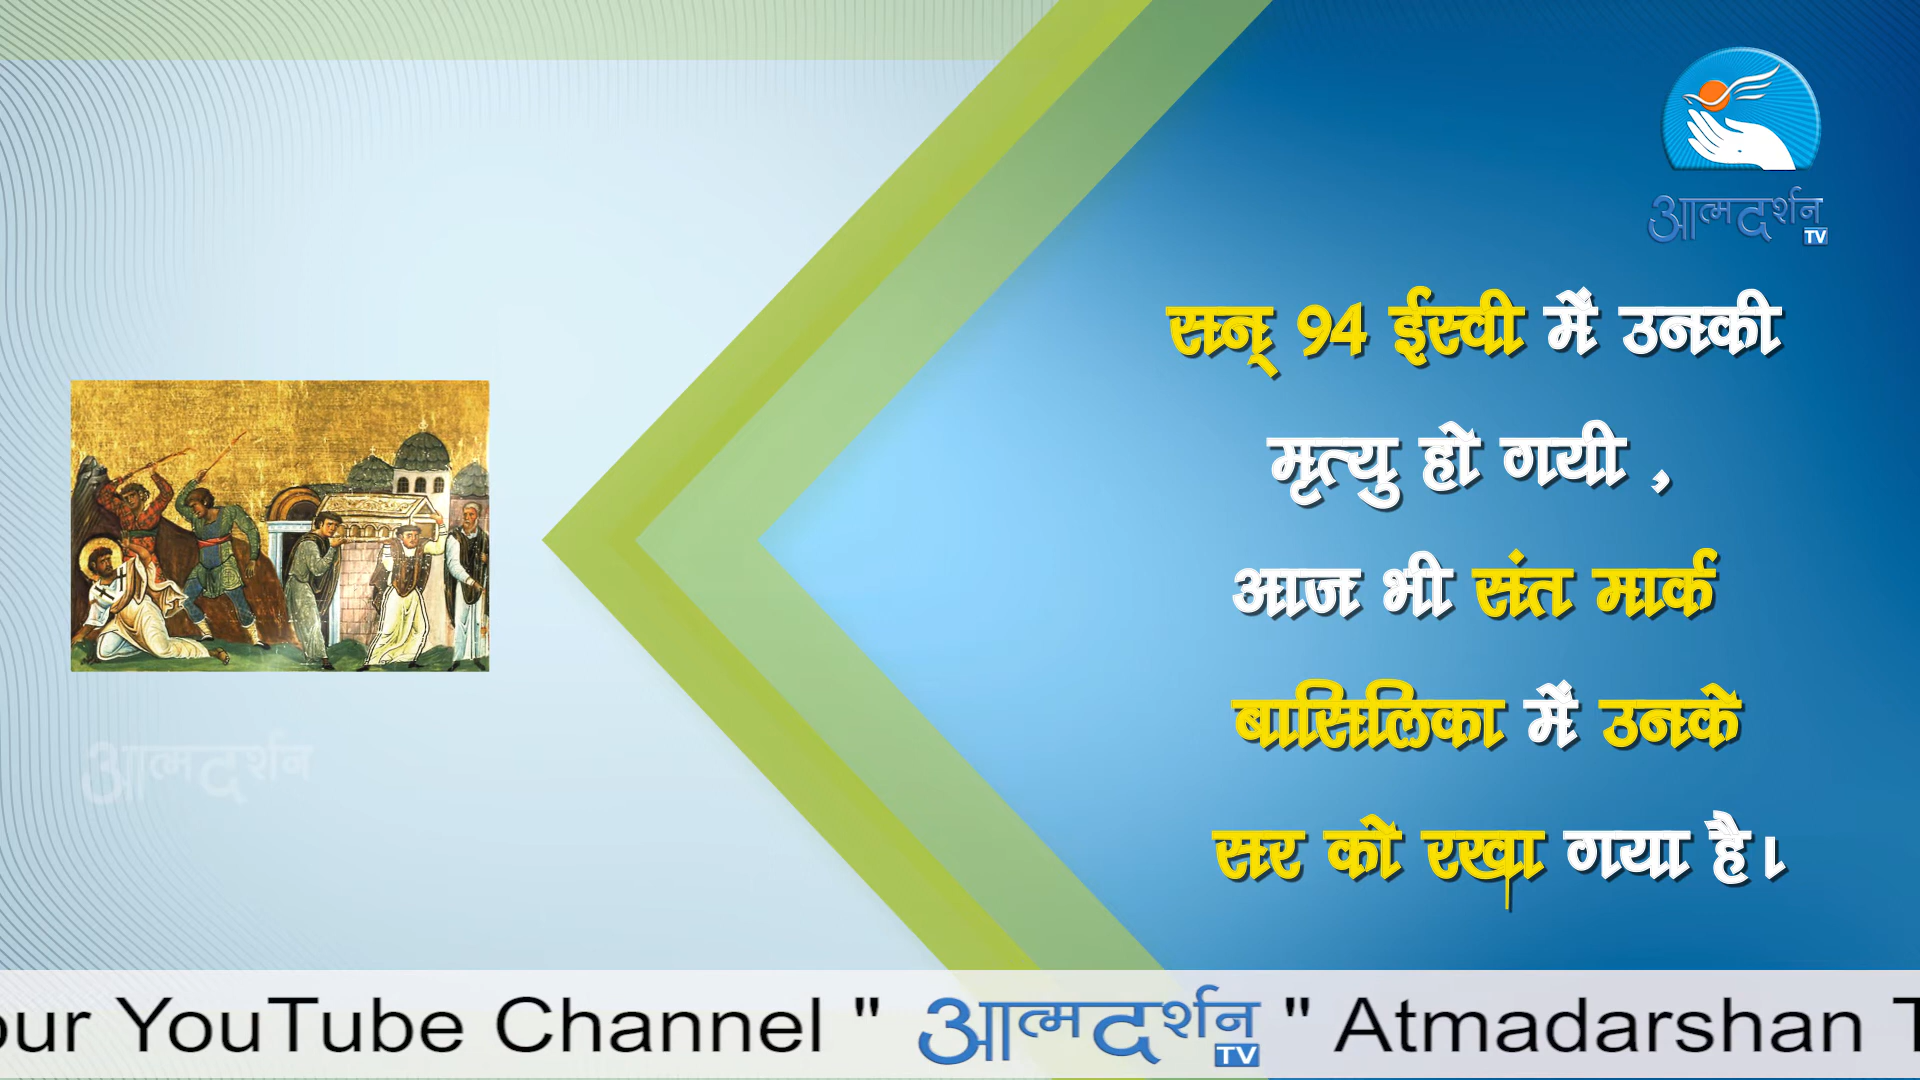 आत्मदर्शन
TV
सन् 94 ईस्वी में उनकी
मृत्यु हो गयी ,
आज भी संत मार्क
बासिलिका में उनके
सर को रखा गया है।
आत्मदर्शन
our YouTube Channel " आत्मदर्शन TV " Atmadarshan T